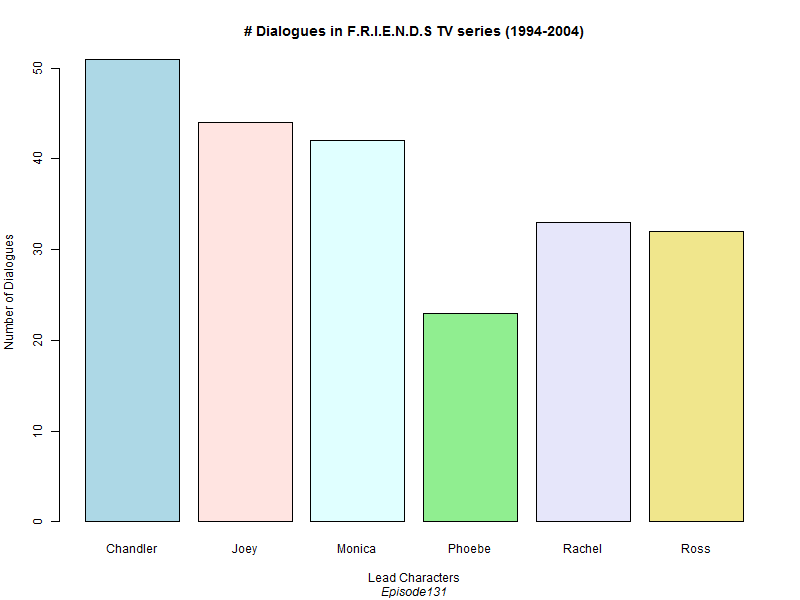 # Dialogues in F.R.I.E.N.D.S TV series (1994-2004)
Number of Dialogues
50
40
30
20
10
0
Chandler Joey Monica Phoebe Rachel Ross
Lead Characters
Episode131